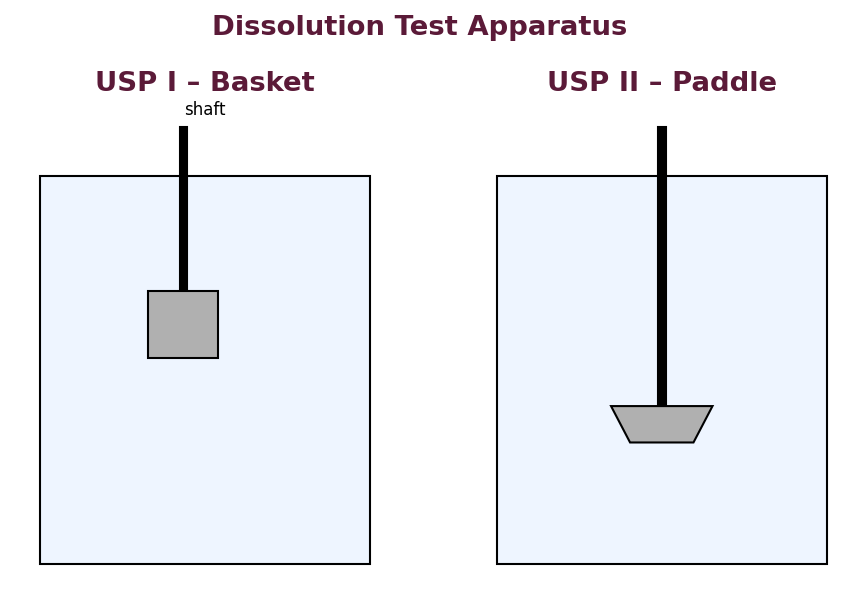 Dissolution Test Apparatus
USP I – Basket
USP II – Paddle
shaft